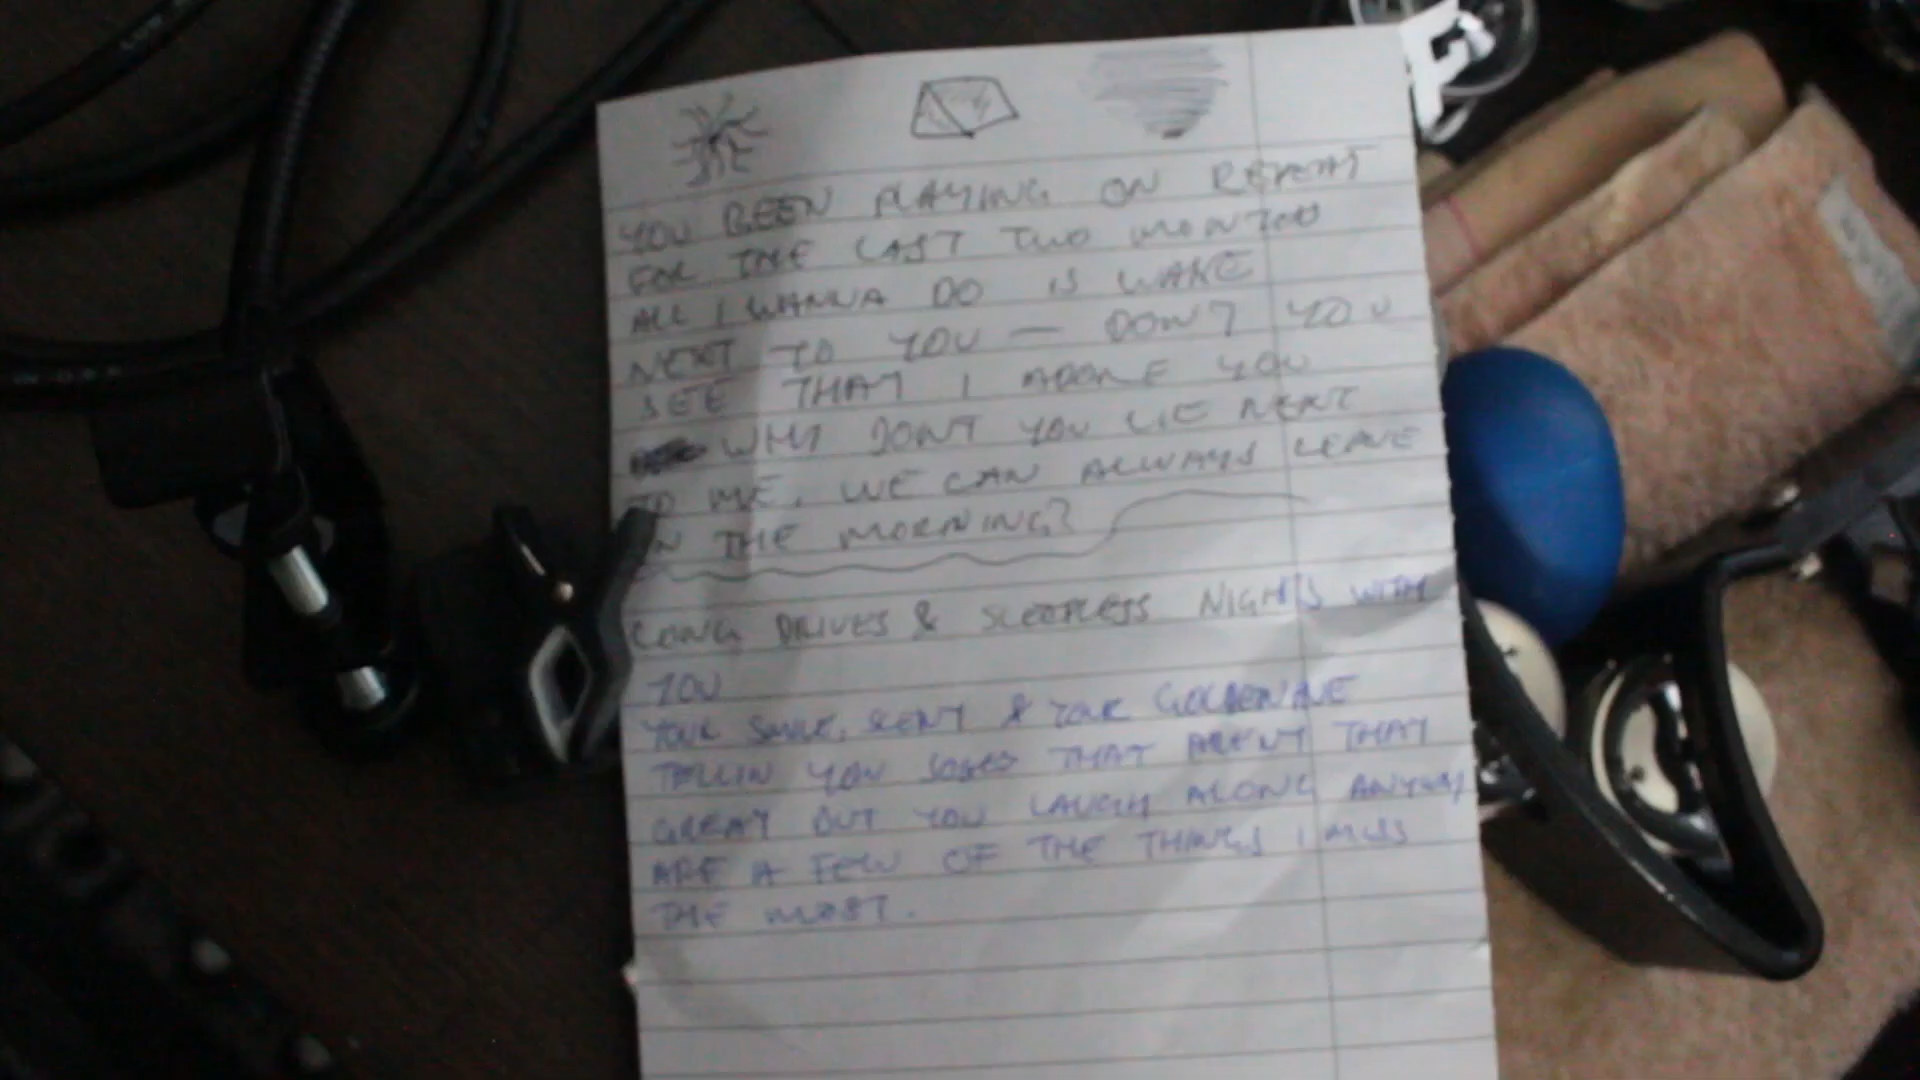 YOU BEEN PLAYING ON REPEAT
FOR THE LAST TWO MONTHS
ALL I WANNA DO IS WAKE
NEXT TO YOU — DON'T YOU
SEE THAT I ADORE YOU
WHY DON'T YOU LIE NEXT
TO ME. WE CAN ALWAYS LEAVE
IN THE MORNING?
LONG DRIVES & SLEEPLESS NIGHTS WITH
YOU
YOUR SMILE, SCENT & YOUR
TELLIN YOU JOKES THAT ARENT THAT
GREAT BUT YOU LAUGH ALONG ANYWAY
ARE A FEW OF THE THINGS I MISS
THE MOST.